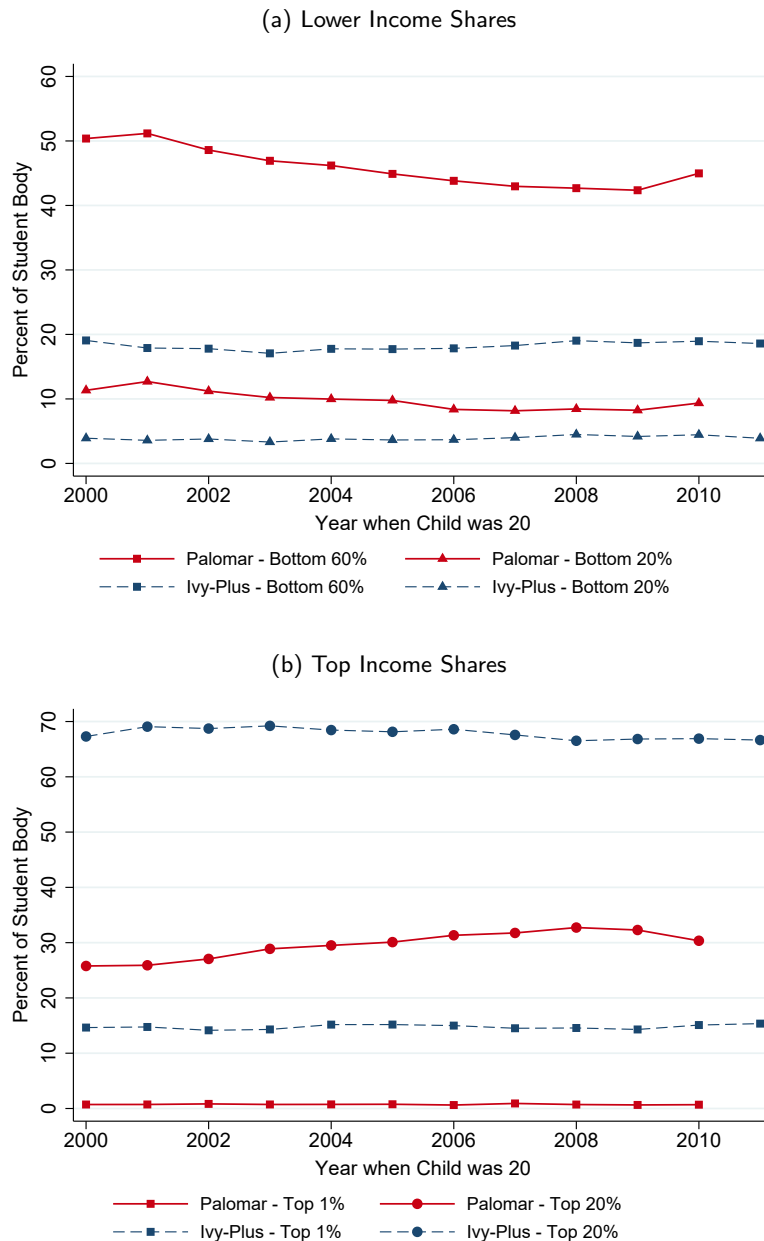 (a) Lower Income Shares
60
50
40
30
20
10
0
Percent of Student Body
2000 2002 2004 2006 2008 2010
Year when Child was 20
Palomar - Bottom 60% Palomar - Bottom 20%
Ivy-Plus - Bottom 60% Ivy-Plus - Bottom 20%
(b) Top Income Shares
70
60
50
40
30
20
10
0
Percent of Student Body
2000 2002 2004 2006 2008 2010
Year when Child was 20
Palomar - Top 1% Palomar - Top 20%
Ivy-Plus - Top 1% Ivy-Plus - Top 20%